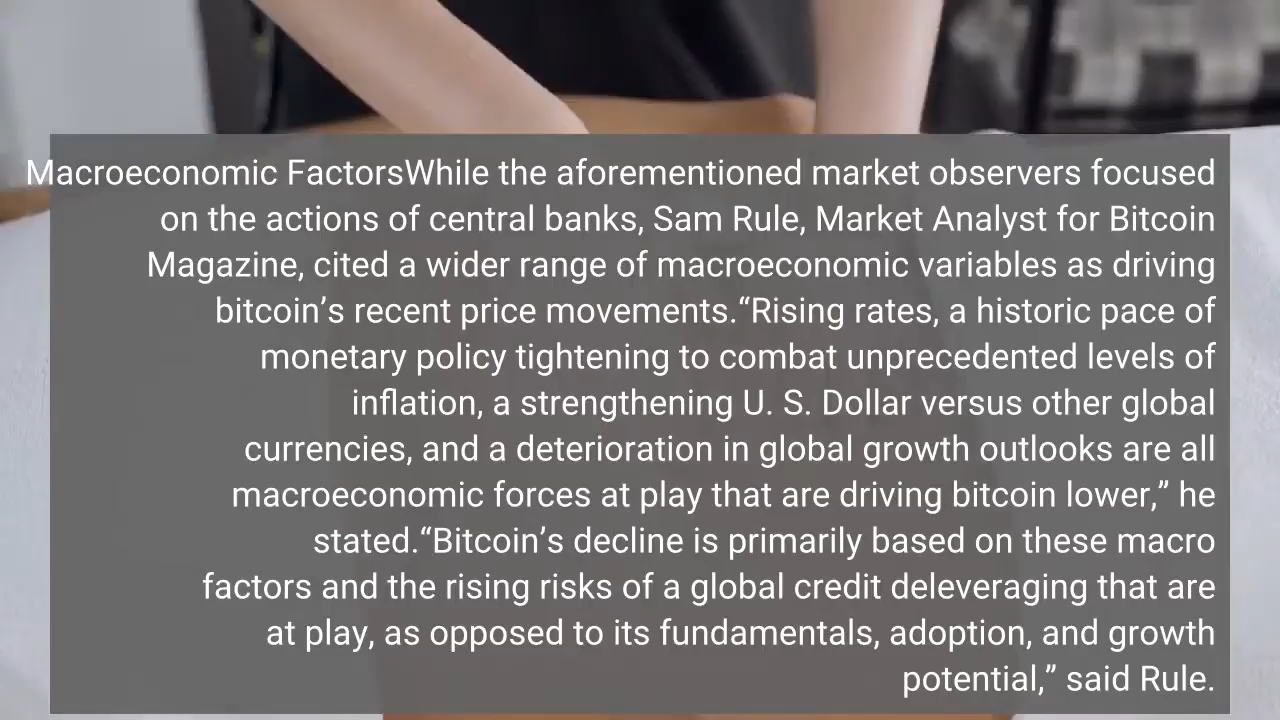 Macroeconomic FactorsWhile the aforementioned market observers focused
on the actions of central banks, Sam Rule, Market Analyst for Bitcoin
Magazine, cited a wider range of macroeconomic variables as driving
bitcoin’s recent price movements.“Rising rates, a historic pace of
monetary policy tightening to combat unprecedented levels of
inflation, a strengthening U. S. Dollar versus other global
currencies, and a deterioration in global growth outlooks are all
macroeconomic forces at play that are driving bitcoin lower,” he
stated.“Bitcoin’s decline is primarily based on these macro
factors and the rising risks of a global credit deleveraging that are
at play, as opposed to its fundamentals, adoption, and growth
potential,” said Rule.